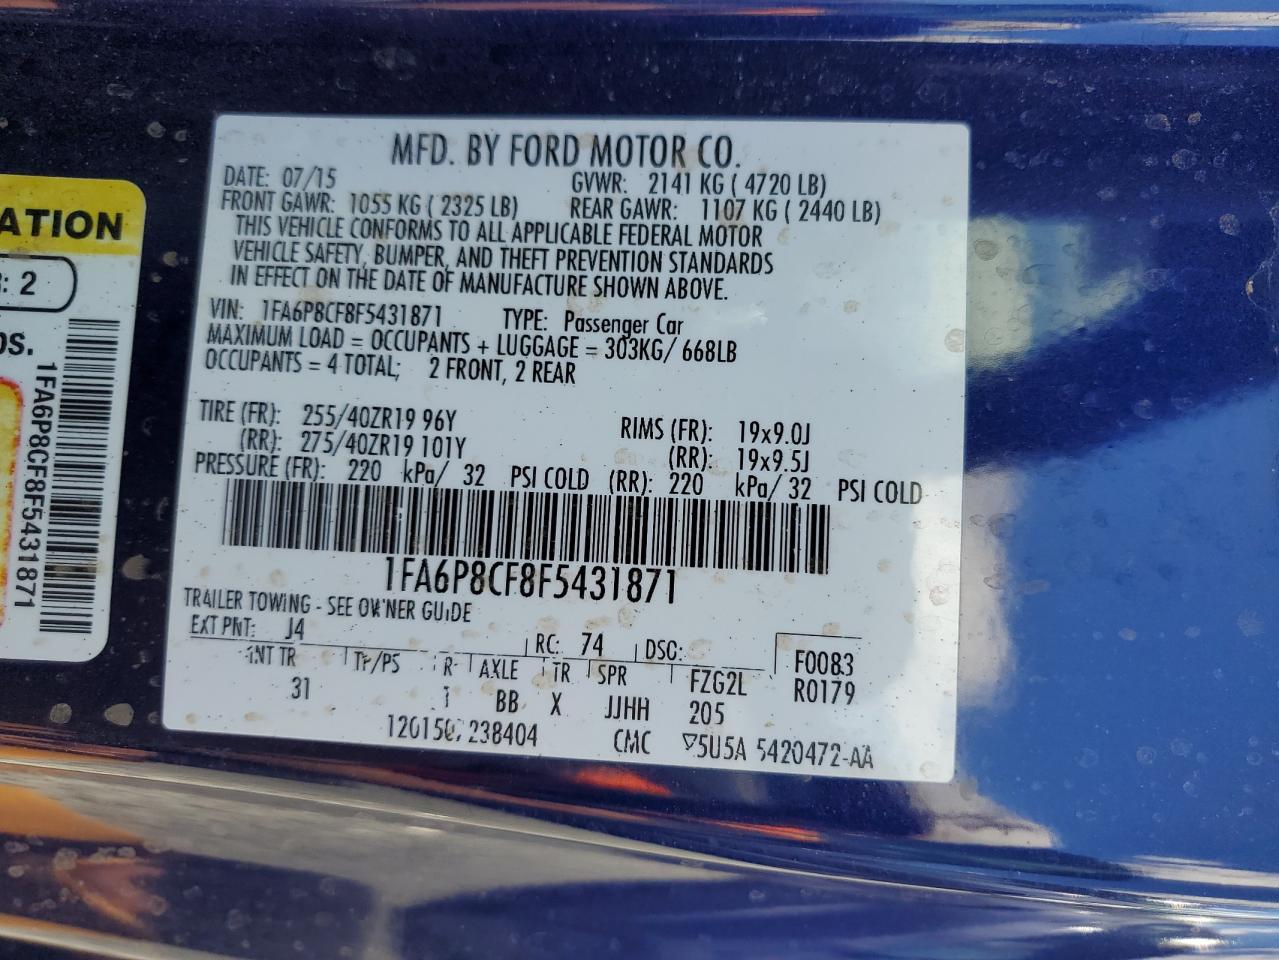 ATION
: 2
os.
1FA6P8CF8F5431871
MFD. BY FORD MOTOR CO.
DATE: 07/15 GVWR: 2141 KG ( 4720 LB)
FRONT GAWR: 1055 KG ( 2325 LB) REAR GAWR: 1107 KG ( 2440 LB)
THIS VEHICLE CONFORMS TO ALL APPLICABLE FEDERAL MOTOR
VEHICLE SAFETY, BUMPER, AND THEFT PREVENTION STANDARDS
IN EFFECT ON THE DATE OF MANUFACTURE SHOWN ABOVE.
VIN: 1FA6P8CF8F5431871 TYPE: Passenger Car
MAXIMUM LOAD = OCCUPANTS + LUGGAGE = 303KG/ 668LB
OCCUPANTS = 4 TOTAL; 2 FRONT, 2 REAR
TIRE (FR): 255/40ZR19 96Y RIMS (FR): 19x9.0J
(RR): 275/40ZR19 101Y (RR): 19x9.5J
PRESSURE (FR): 220 kPa/ 32 PSI COLD (RR): 220 kPa/ 32 PSI COLD
1FA6P8CF8F5431871
TRAILER TOWING - SEE OWNER GUIDE
EXT PNT: J4 RC: 74 DSO: F0083
INT TR TP/PS R AXLE TR SPR FZG2L R0179
31 BB X JJHH 205
238404 CMC ▽5U5A 5420472-AA